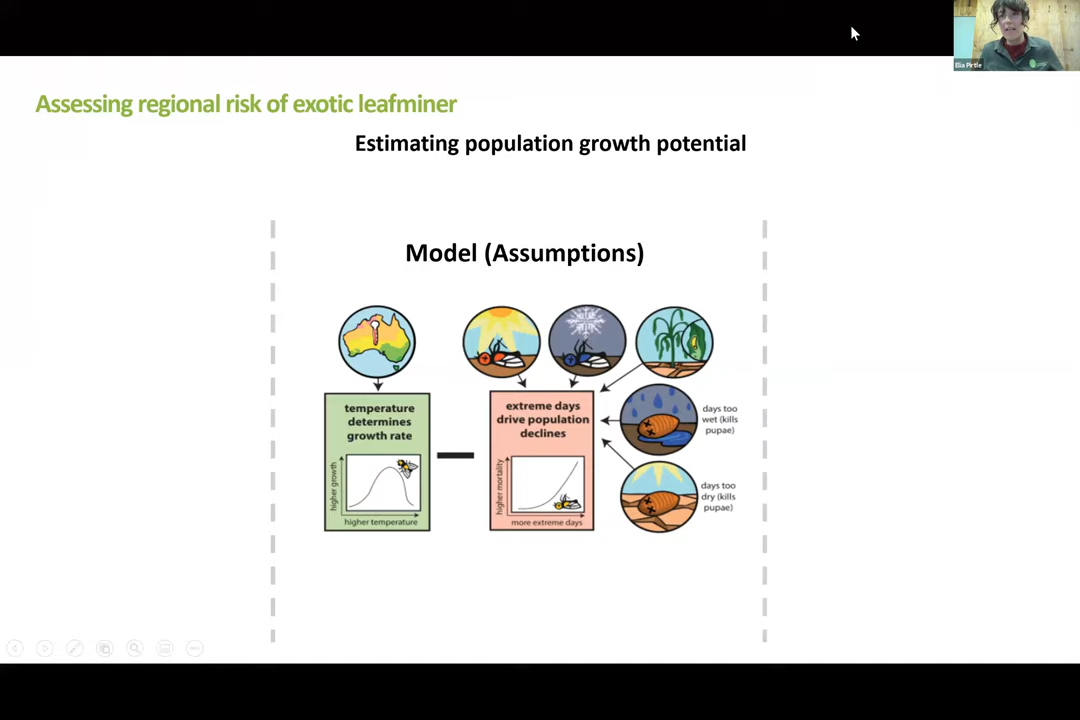 Elia Pirtle
Assessing regional risk of exotic leafminer
Estimating population growth potential
Model (Assumptions)
temperature
determines
growth rate
higher growth
higher temperature
extreme days
drive population
declines
higher mortality
more extreme days
days too
wet (kills
pupae)
days too
dry (kills
pupae)